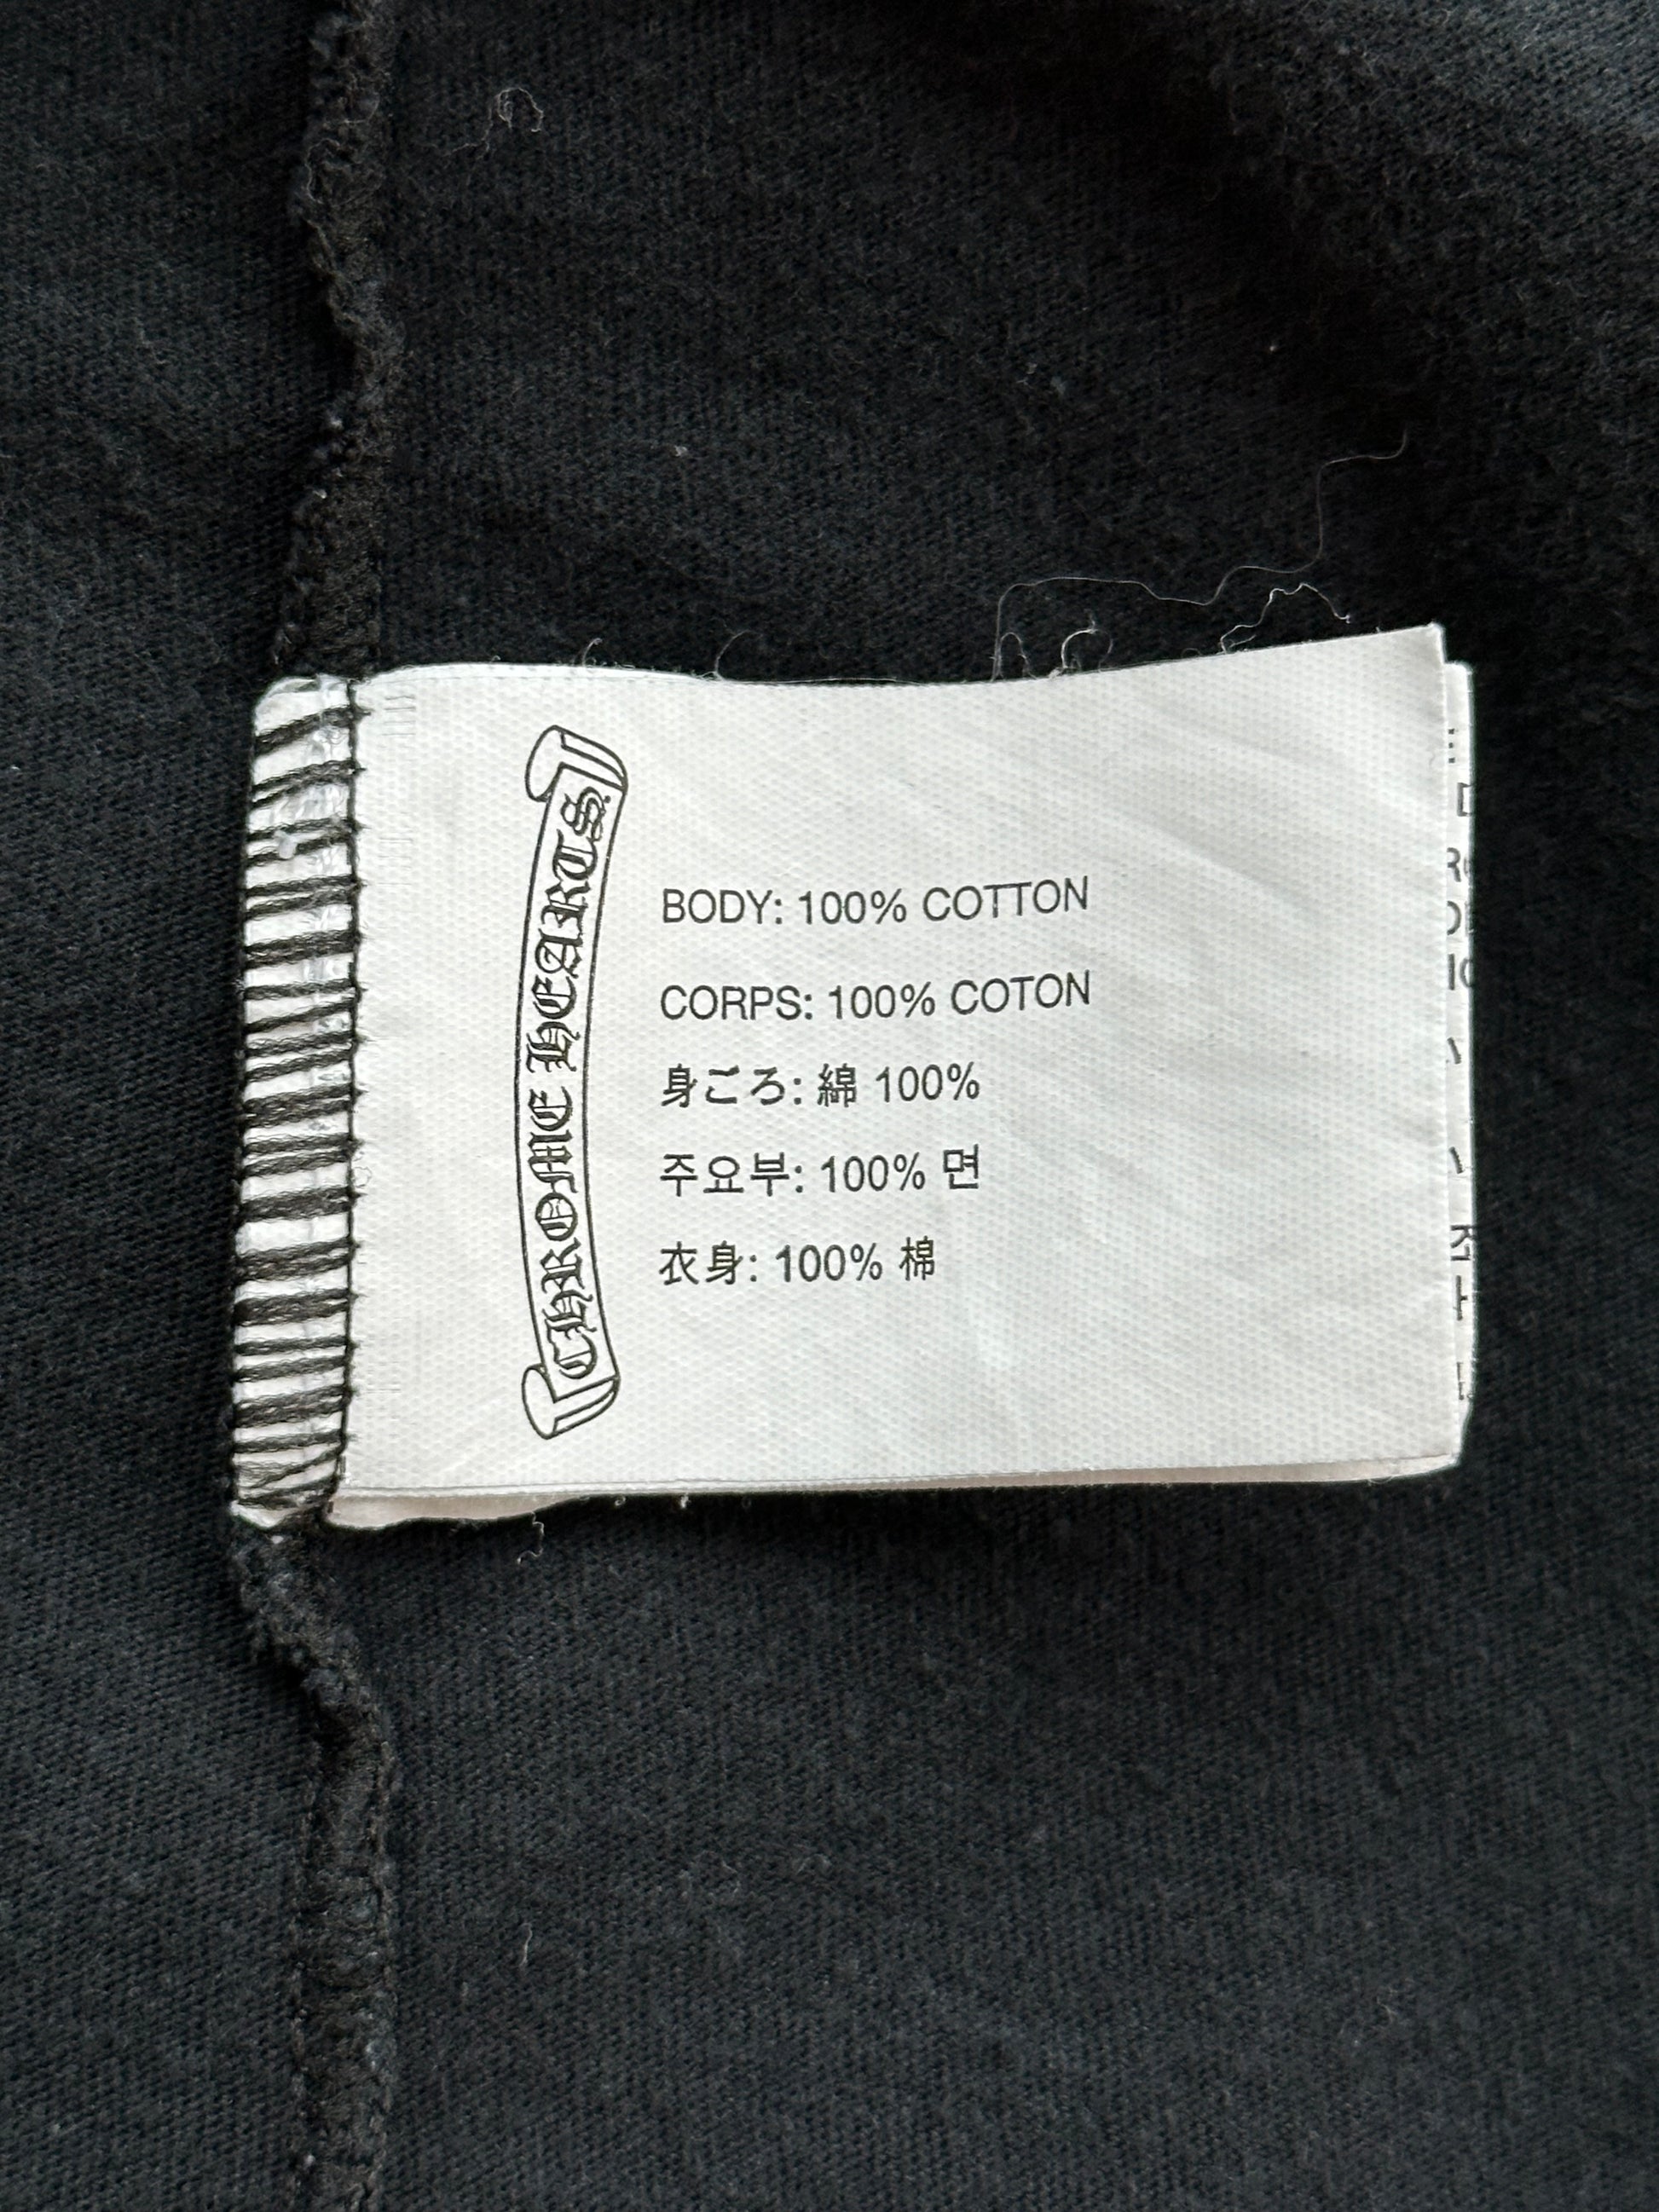 CHROME HEARTS
BODY: 100% COTTON
CORPS: 100% COTON
身ごろ: 綿 100%
주요부: 100% 면
衣身: 100% 棉